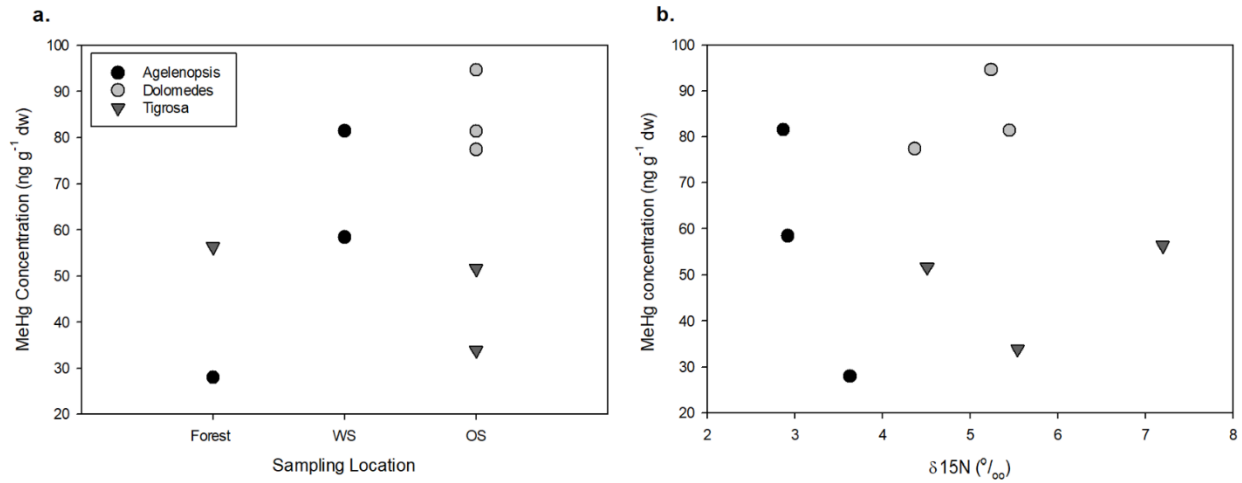 a.
100
90
80
70
60
50
40
30
20
MeHg Concentration (ng g⁻¹ dw)
Agelenopsis
Dolomedes
Tigrosa
Forest
WS
OS
Sampling Location
b.
100
90
80
70
60
50
40
30
20
MeHg concentration (ng g⁻¹ dw)
2
3
4
5
6
7
8
δ15N (⁰/₀₀)